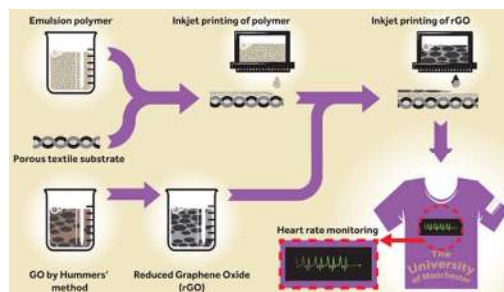 Emulsion polymer
Inkjet printing of polymer
Inkjet printing of rGO
Porous textile substrate
GO by Hummers'
method
Reduced Graphene Oxide
(rGO)
Heart rate monitoring
The
University
of Manchester